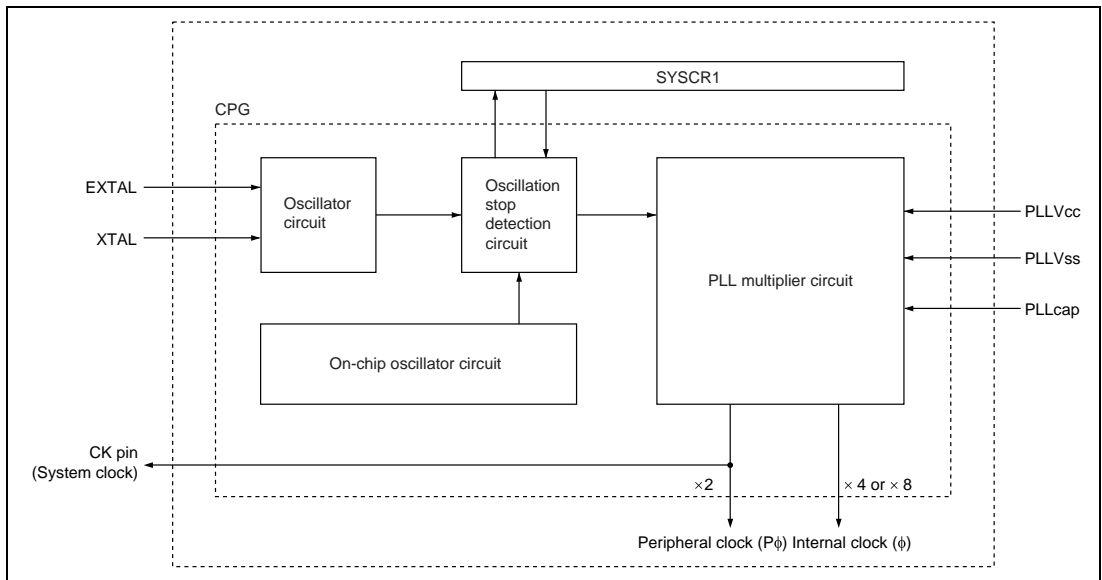 SYSCR1
CPG
EXTAL
XTAL
Oscillator
circuit
Oscillation
stop
detection
circuit
PLL multiplier circuit
PLLVcc
PLLVss
PLLcap
On-chip oscillator circuit
CK pin
(System clock)
×2
× 4 or × 8
Peripheral clock (Pϕ) Internal clock (ϕ)